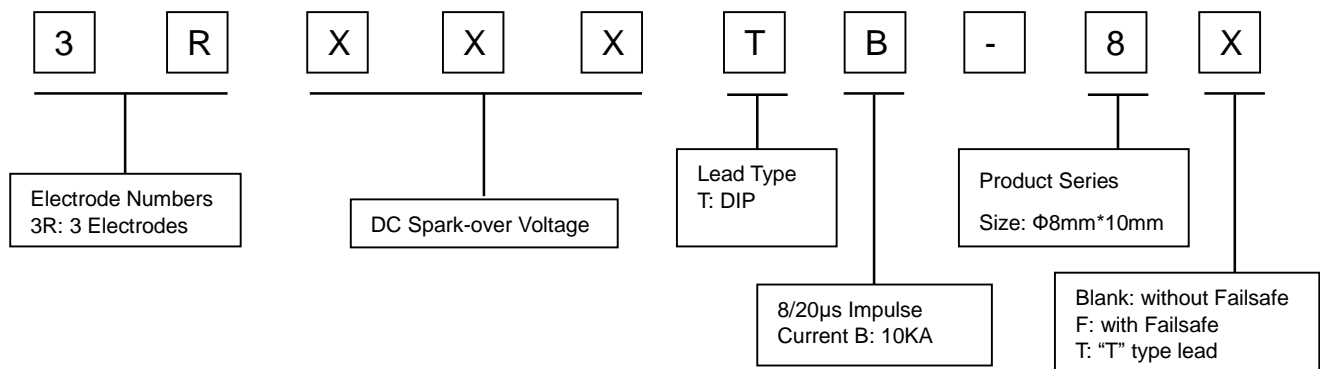 3 R X X X T B - 8 X
Electrode Numbers
3R: 3 Electrodes
DC Spark-over Voltage
Lead Type
T: DIP
8/20μs Impulse
Current B: 10KA
Product Series
Size: Φ8mm*10mm
Blank: without Failsafe
F: with Failsafe
T: “T” type lead